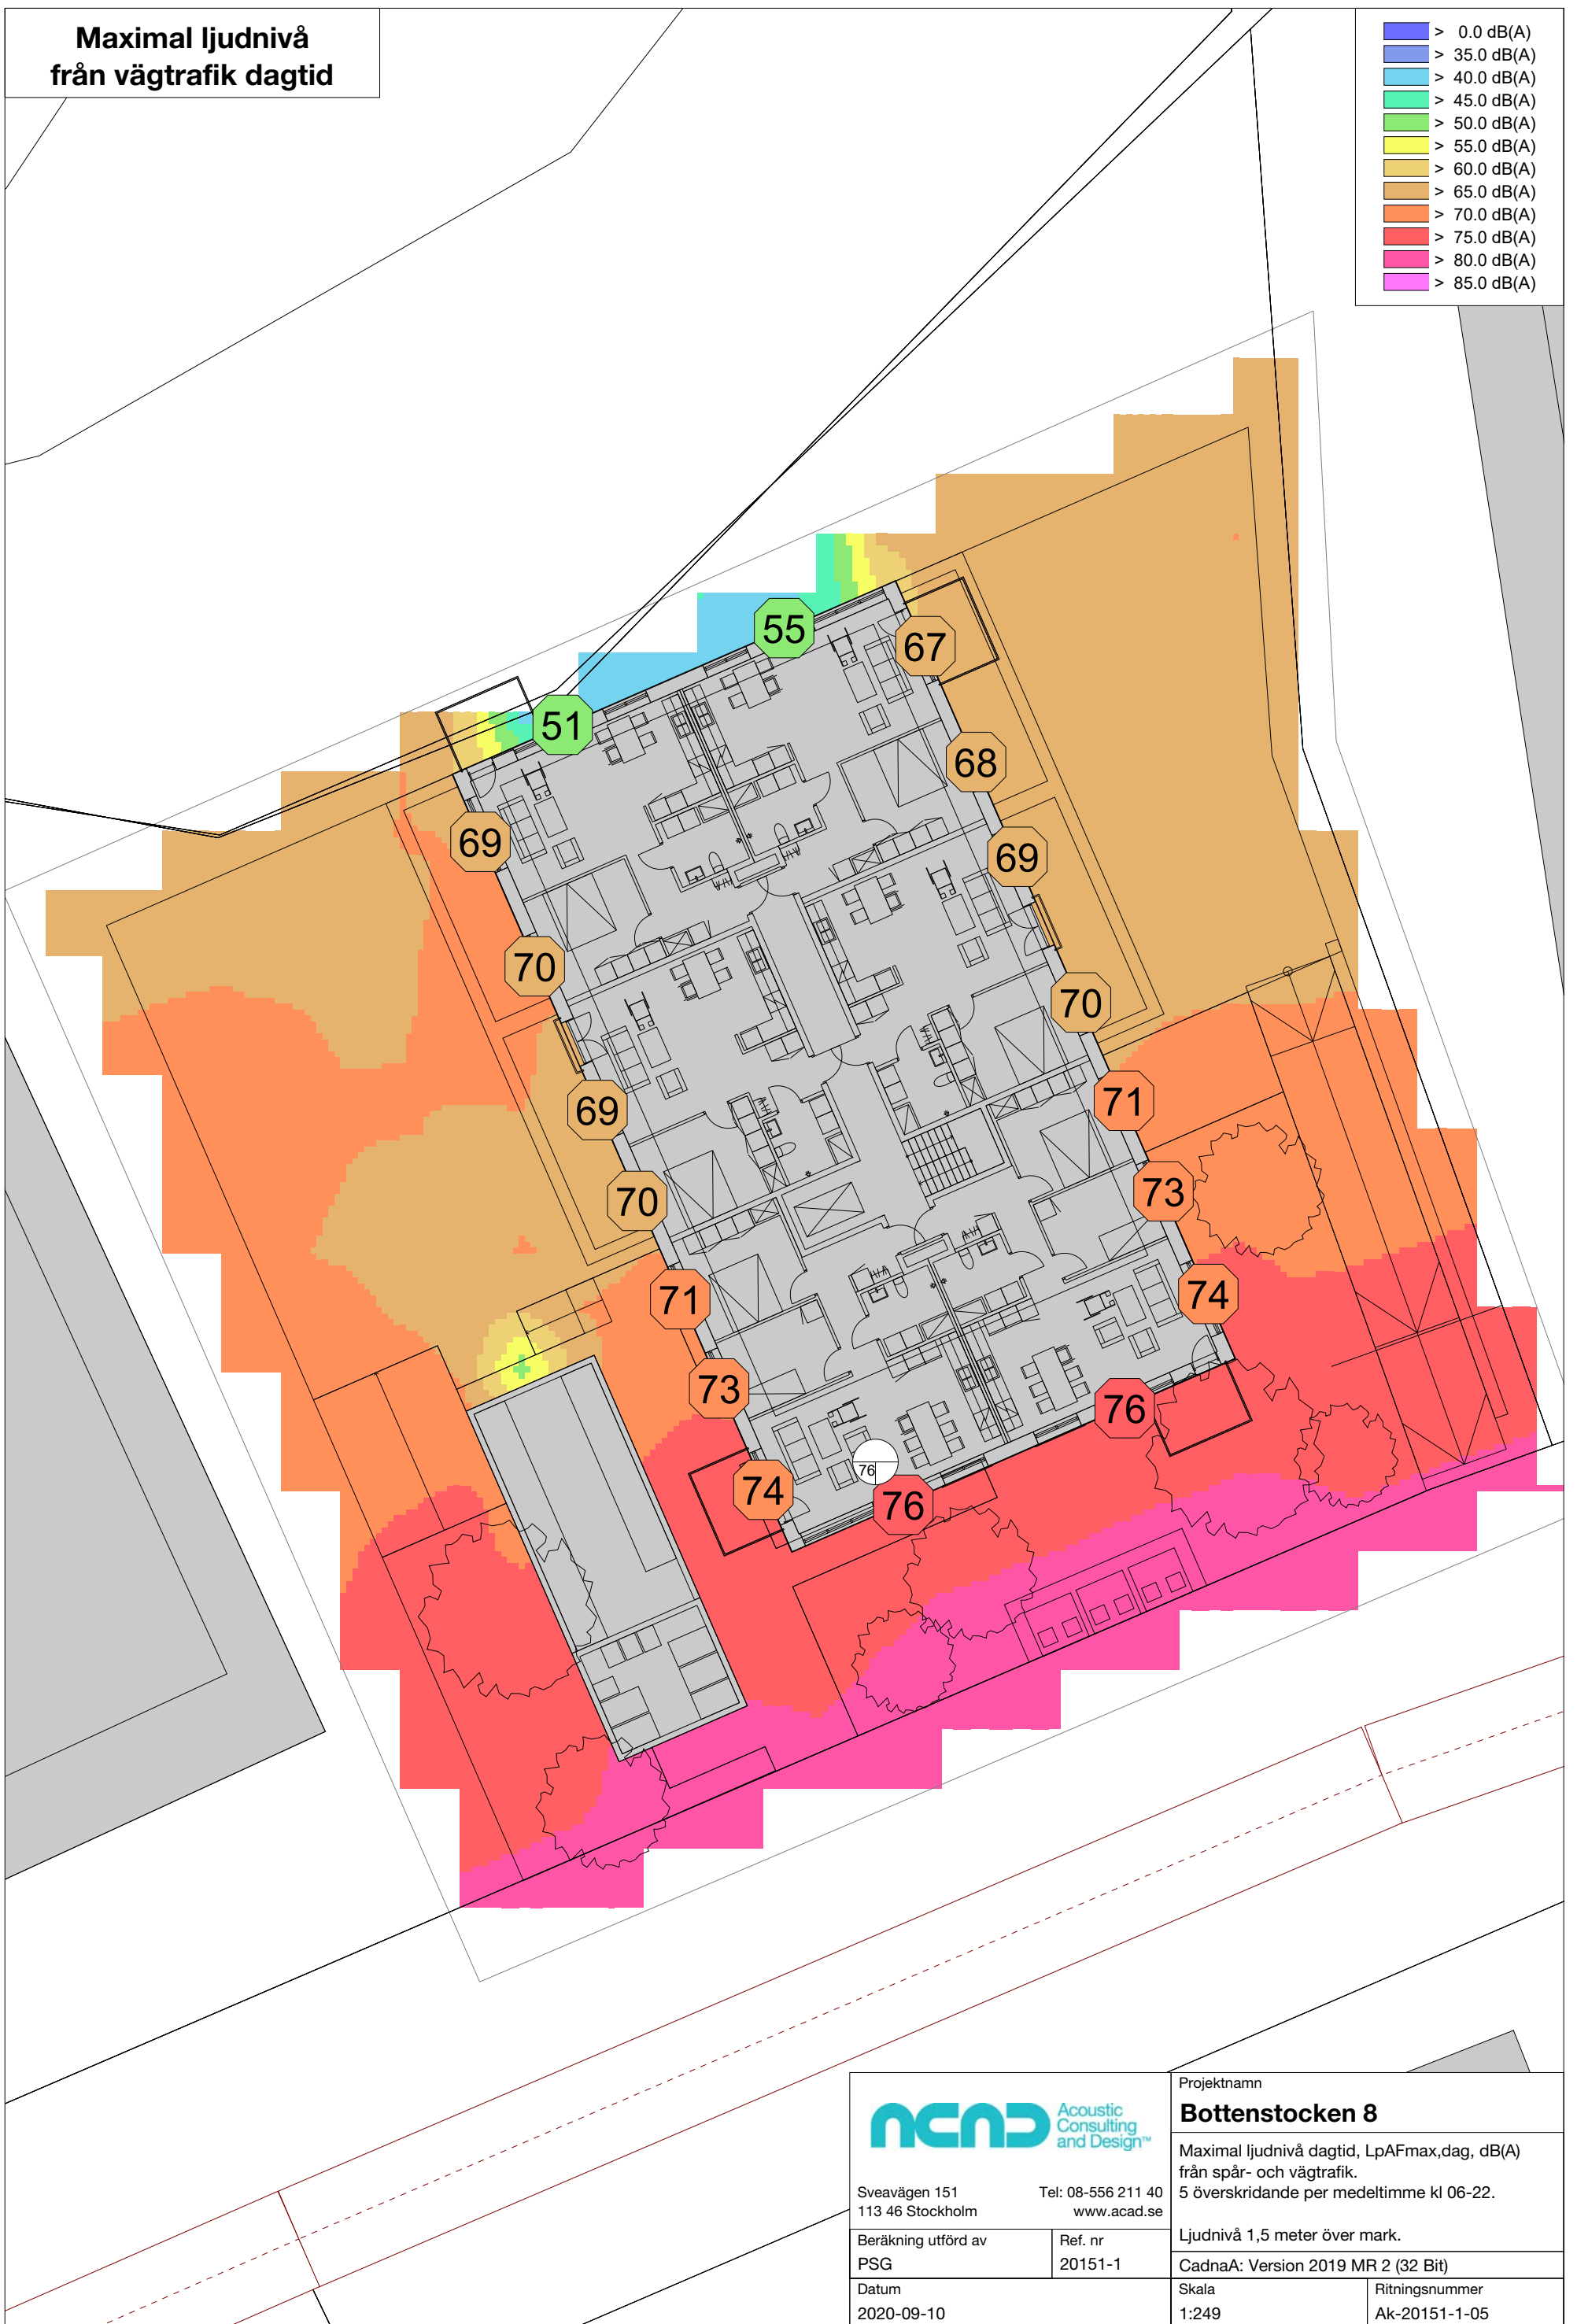 Maximal ljudnivå
från vägtrafik dagtid
> 0.0 dB(A)
> 35.0 dB(A)
> 40.0 dB(A)
> 45.0 dB(A)
> 50.0 dB(A)
> 55.0 dB(A)
> 60.0 dB(A)
> 65.0 dB(A)
> 70.0 dB(A)
> 75.0 dB(A)
> 80.0 dB(A)
> 85.0 dB(A)
55
67
51
68
69
69
70
70
71
69
73
70
74
71
73
76
76
74
76
ACAD Acoustic
Consulting
and Design™
Sveavägen 151 Tel: 08-556 211 40
113 46 Stockholm www.acad.se
Projektnamn
Bottenstocken 8
Maximal ljudnivå dagtid, LpAFmax,dag, dB(A)
från spår- och vägtrafik.
5 överskridande per medeltimme kl 06-22.
Ljudnivå 1,5 meter över mark.
Beräkning utförd av Ref. nr
PSG 20151-1
CadnaA: Version 2019 MR 2 (32 Bit)
Datum Skala Ritningsnummer
2020-09-10 1:249 Ak-20151-1-05